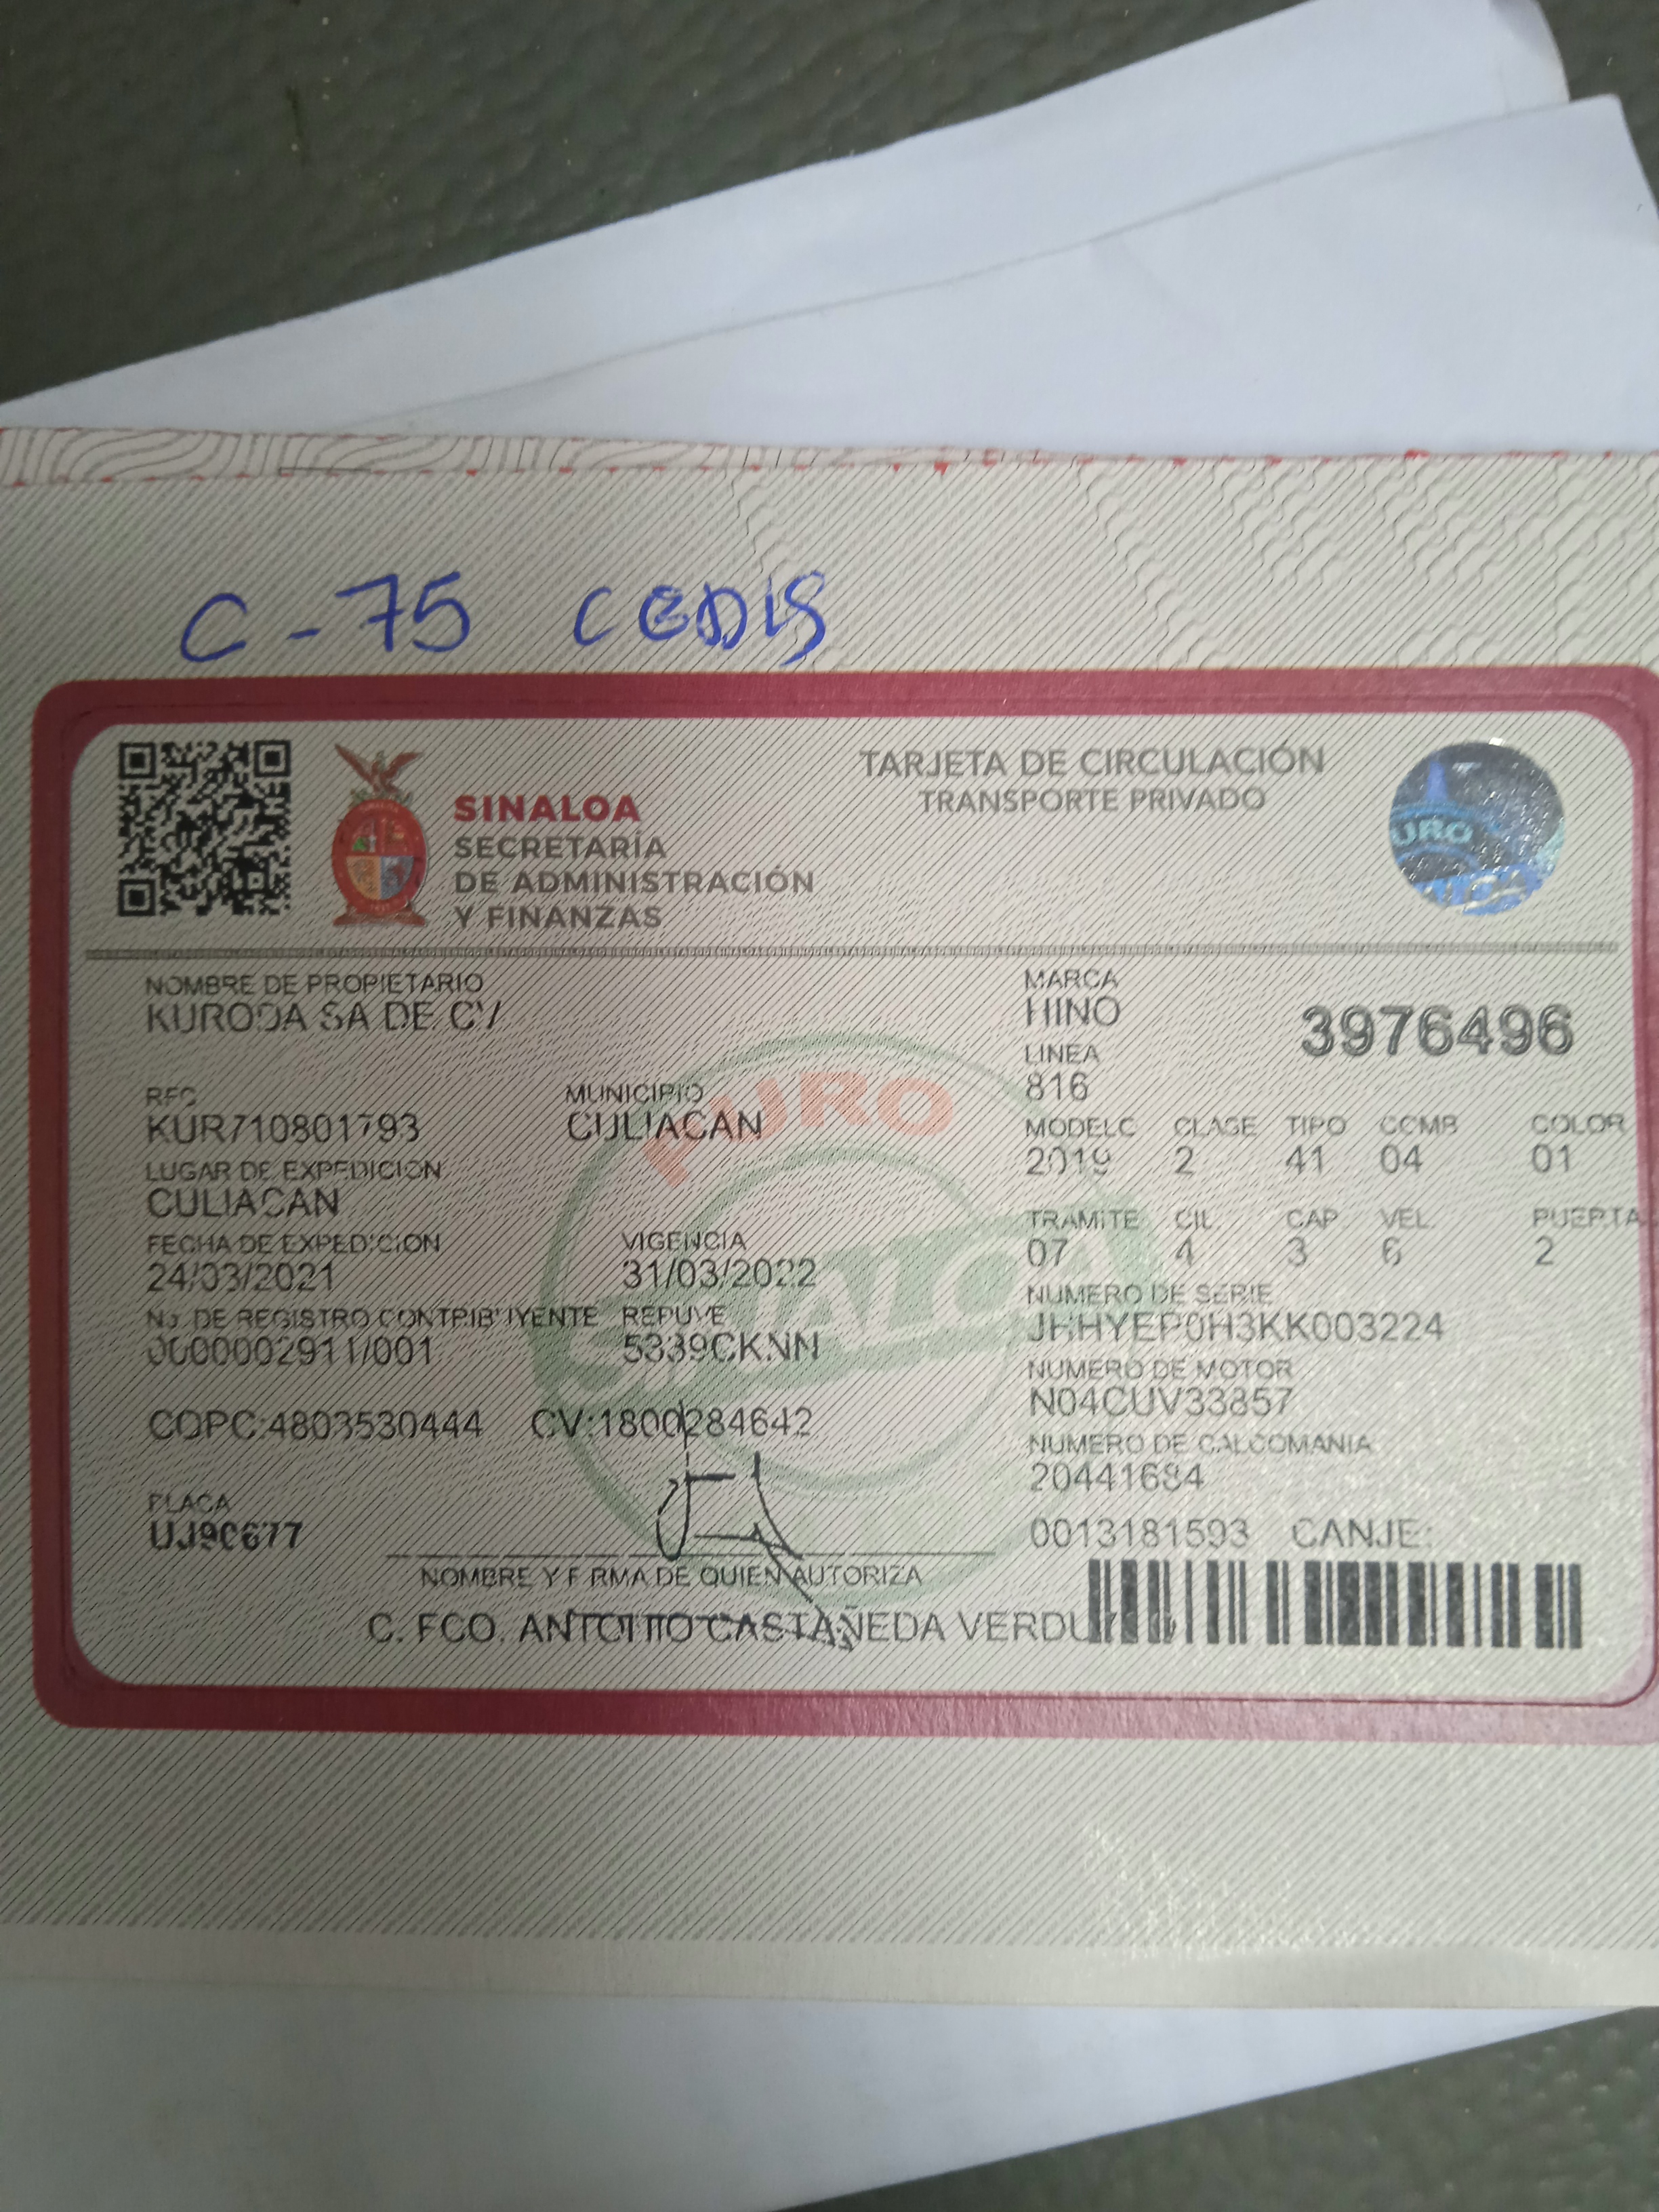 C-75 CEDIS
SINALOA
SECRETARÍA
DE ADMINISTRACIÓN
Y FINANZAS
TARJETA DE CIRCULACIÓN
TRANSPORTE PRIVADO
NOMBRE DE PROPIETARIO
KURODA SA DE CV
RFC
KUR710801793
MUNICIPIO
CULIACAN
LUGAR DE EXPEDICION
CULIACAN
FECHA DE EXPEDICION
24/03/2021
VIGENCIA
31/03/2022
No. DE REGISTRO CONTRIBUYENTE
0000002911/001
REPUVE
5339CKNN
COPC:4803530444 CV:1800284642
PLACA
UJ90677
NOMBRE Y FIRMA DE QUIEN AUTORIZA
C. FCO. ANTONIO CASTAÑEDA
MARCA
HINO
3976496
LINEA
816
MODELO CLASE TIPO COMB COLOR
2019 2 41 04 01
TRAMITE CIL. CAP. VEL. PUERTA
07 4 3 6 2
NUMERO DE SERIE
JHHYEP0H3KK003224
NUMERO DE MOTOR
N04CUV33857
NUMERO DE CALCOMANIA
20441684
0013181593 CANJE:
PURO
SINALOA